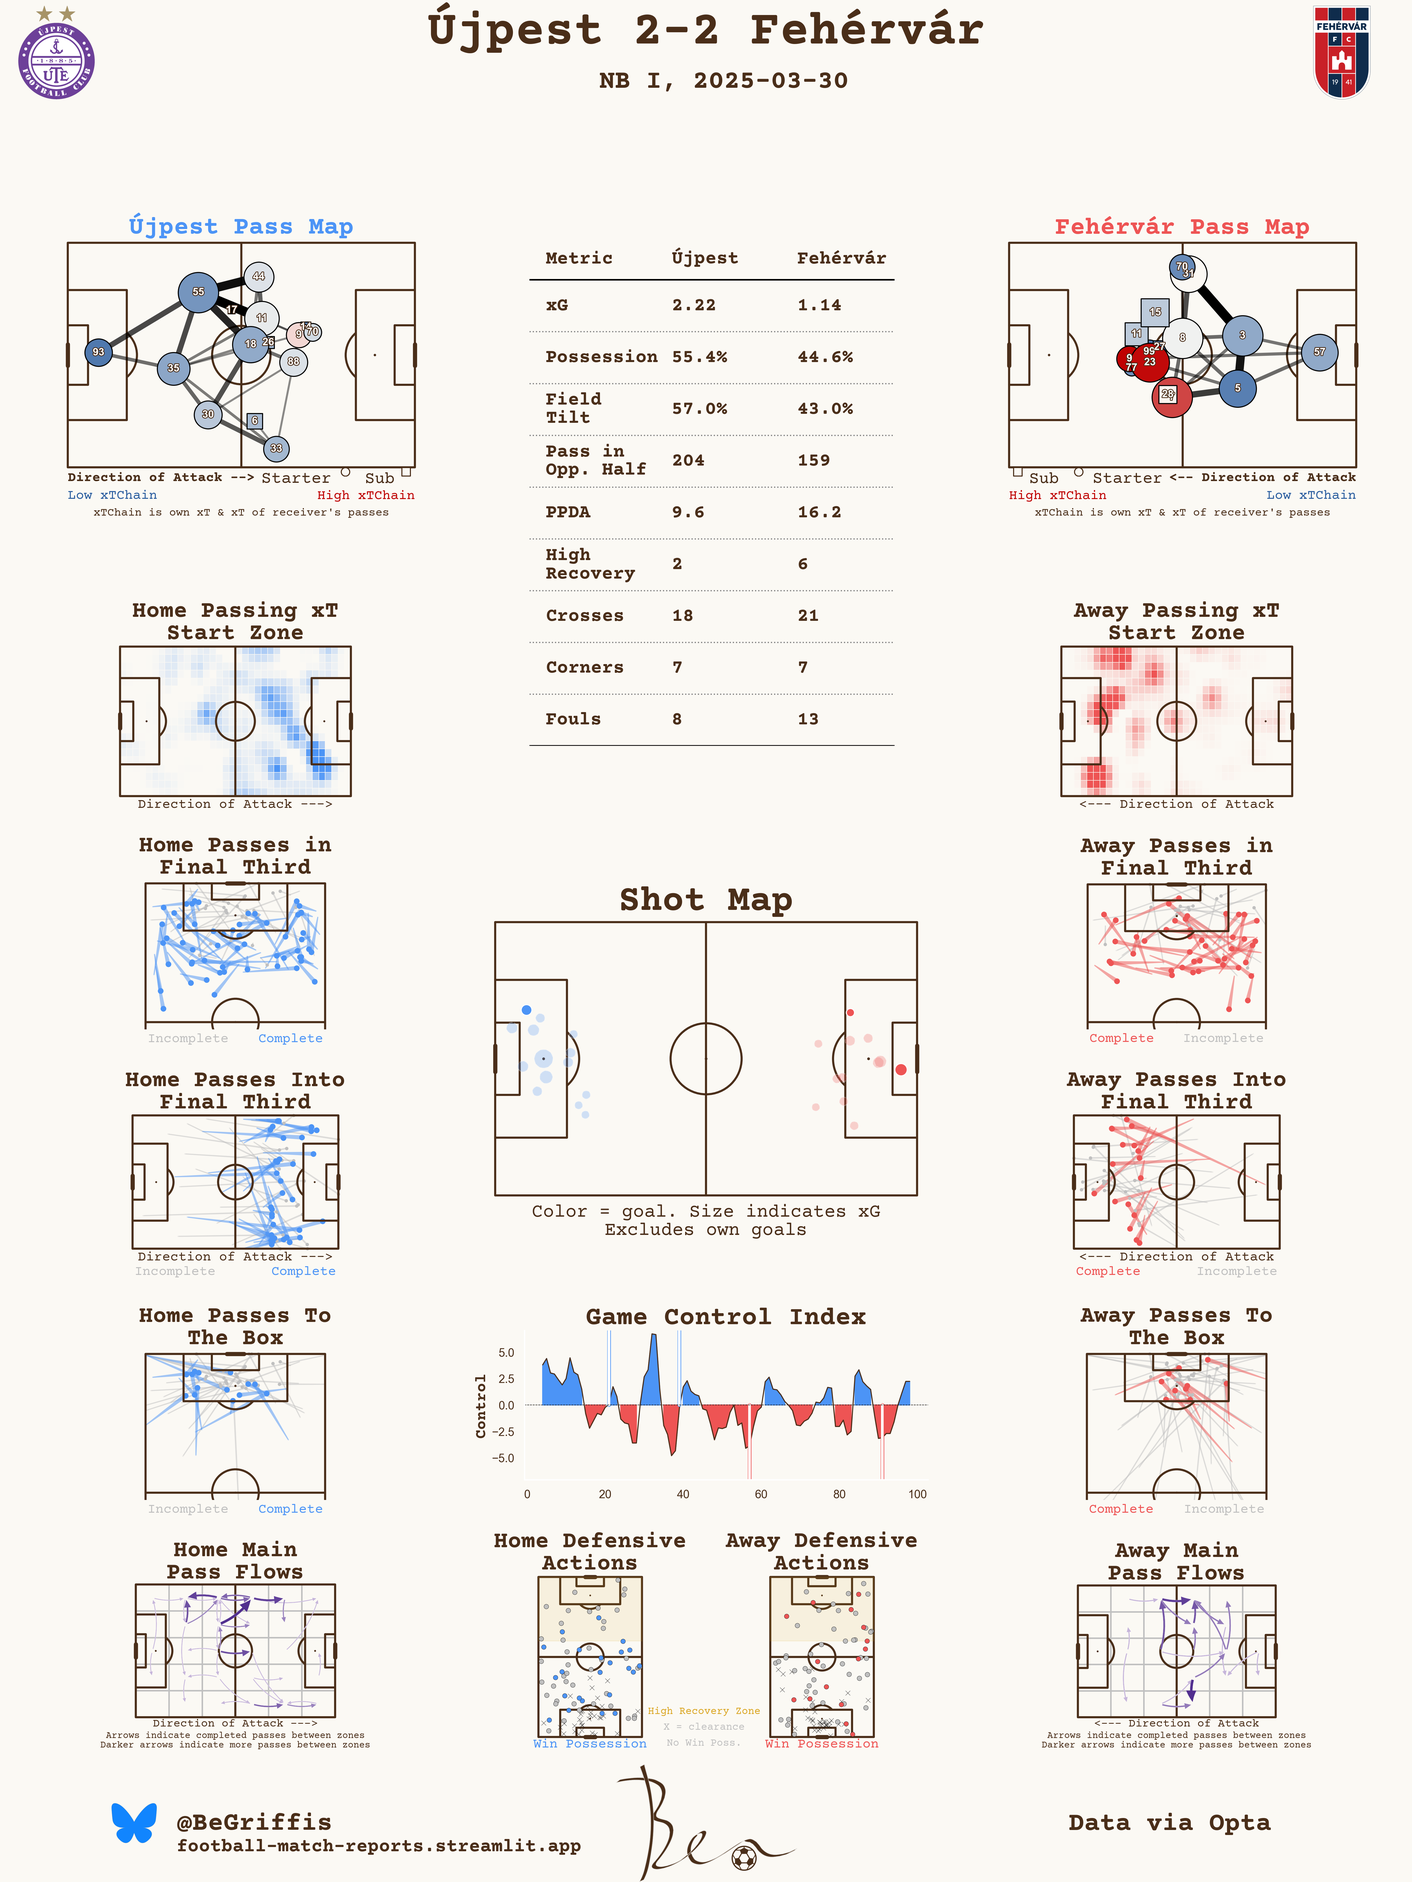 Újpest 2-2 Fehérvár
NB I, 2025-03-30
ÚJPEST
·1·8·8·5·
UTE
FOOTBALL CLUB
FEHÉRVÁR
F C
19 41
Újpest Pass Map
55
44
17
11
93
18
26
9
70
88
35
30
6
33
Direction of Attack --> Starter Sub
Low xTChain High xTChain
xTChain is own xT & xT of receiver's passes
Metric Újpest Fehérvár
xG 2.22 1.14
Possession 55.4% 44.6%
Field
Tilt 57.0% 43.0%
Pass in
Opp. Half 204 159
PPDA 9.6 16.2
High
Recovery 2 6
Crosses 18 21
Corners 7 7
Fouls 8 13
Fehérvár Pass Map
70
31
15
11
8
3
27
99
9
23
77
57
5
28
Sub Starter <-- Direction of Attack
High xTChain Low xTChain
xTChain is own xT & xT of receiver's passes
Home Passing xT
Start Zone
Direction of Attack --->
Away Passing xT
Start Zone
<--- Direction of Attack
Home Passes in
Final Third
Incomplete Complete
Away Passes in
Final Third
Complete Incomplete
Shot Map
Color = goal. Size indicates xG
Excludes own goals
Home Passes Into
Final Third
Direction of Attack --->
Incomplete Complete
Away Passes Into
Final Third
<--- Direction of Attack
Complete Incomplete
Home Passes To
The Box
Incomplete Complete
Game Control Index
Control
5.0
2.5
0.0
−2.5
−5.0
0 20 40 60 80 100
Away Passes To
The Box
Complete Incomplete
Home Main
Pass Flows
Direction of Attack --->
Arrows indicate completed passes between zones
Darker arrows indicate more passes between zones
Home Defensive
Actions
Win Possession
Away Defensive
Actions
Win Possession
High Recovery Zone
X = clearance
No Win Poss.
Away Main
Pass Flows
<--- Direction of Attack
Arrows indicate completed passes between zones
Darker arrows indicate more passes between zones
@BeGriffis
football-match-reports.streamlit.app
Ben
Data via Opta